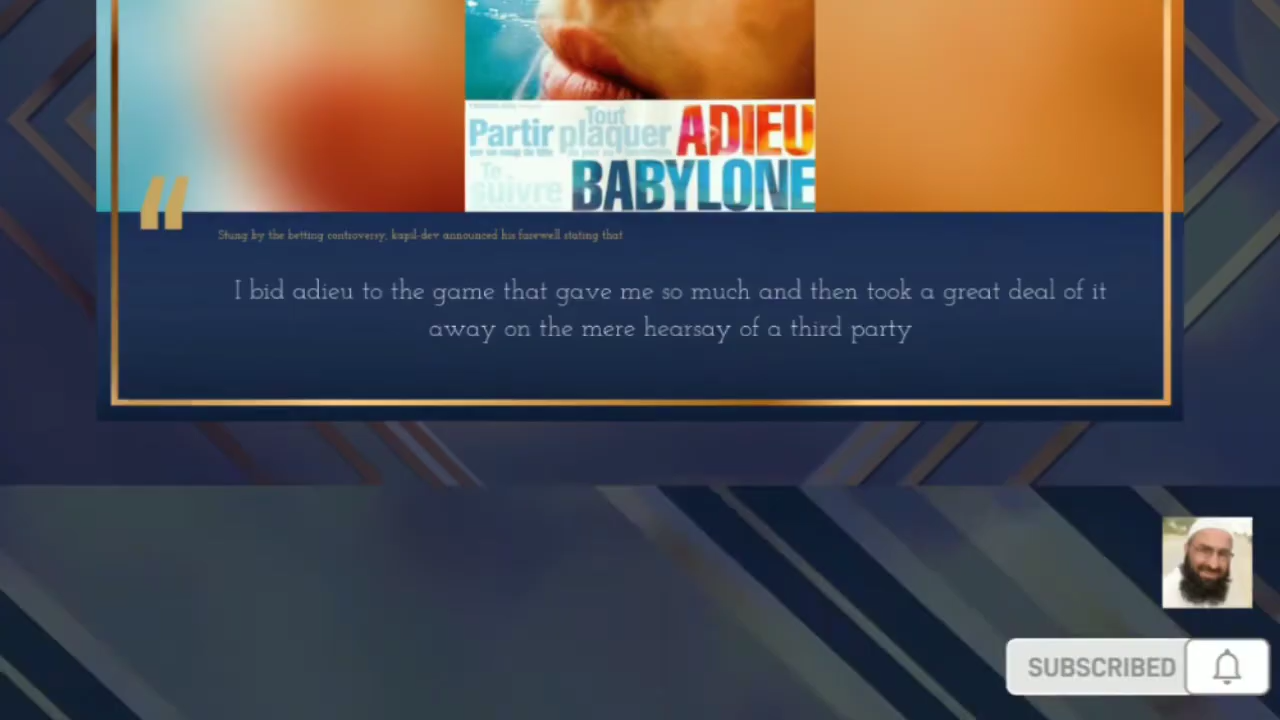 Partir
Tout
plaquer
ADIEU
Te
suivre
BABYLONE
Stung by the betting controversy, kapil-dev announced his farewell stating that
I bid adieu to the game that gave me so much and then took a great deal of it
away on the mere hearsay of a third party
SUBSCRIBED